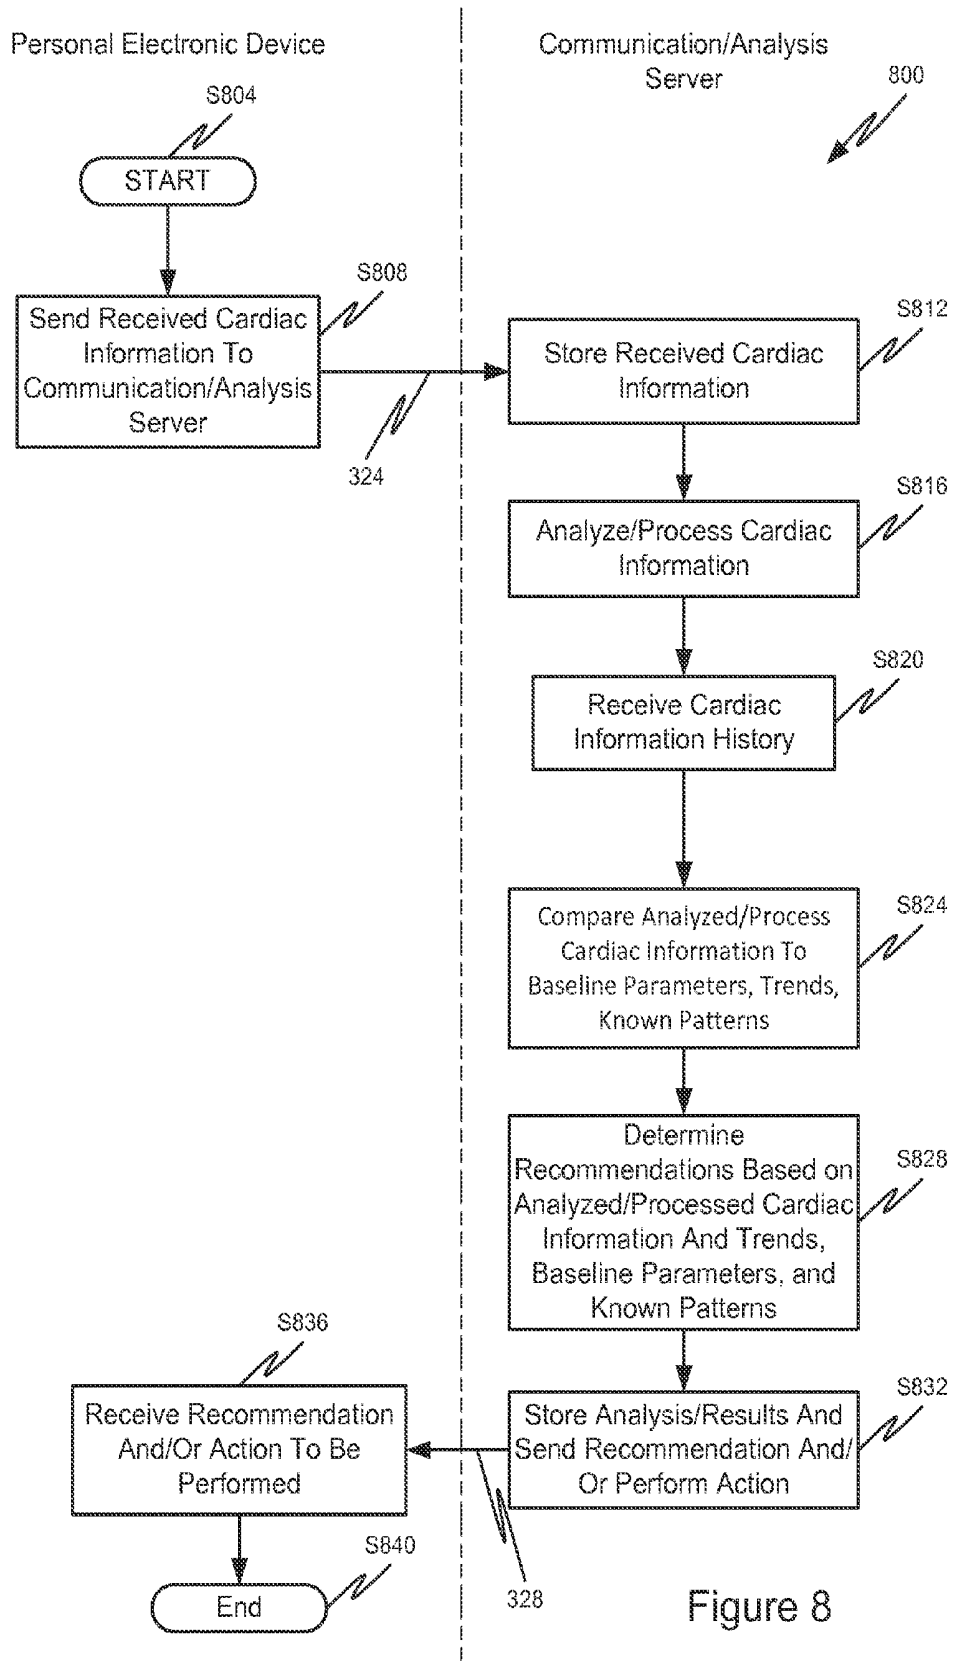 Personal Electronic Device
Communication/Analysis
Server
800
S804
START
S808
Send Received Cardiac
Information To
Communication/Analysis
Server
324
S812
Store Received Cardiac
Information
S816
Analyze/Process Cardiac
Information
S820
Receive Cardiac
Information History
S824
Compare Analyzed/Process
Cardiac Information To
Baseline Parameters, Trends,
Known Patterns
S828
Determine
Recommendations Based on
Analyzed/Processed Cardiac
Information And Trends,
Baseline Parameters, and
Known Patterns
S832
Store Analysis/Results And
Send Recommendation And/
Or Perform Action
328
S836
Receive Recommendation
And/Or Action To Be
Performed
S840
End
Figure 8